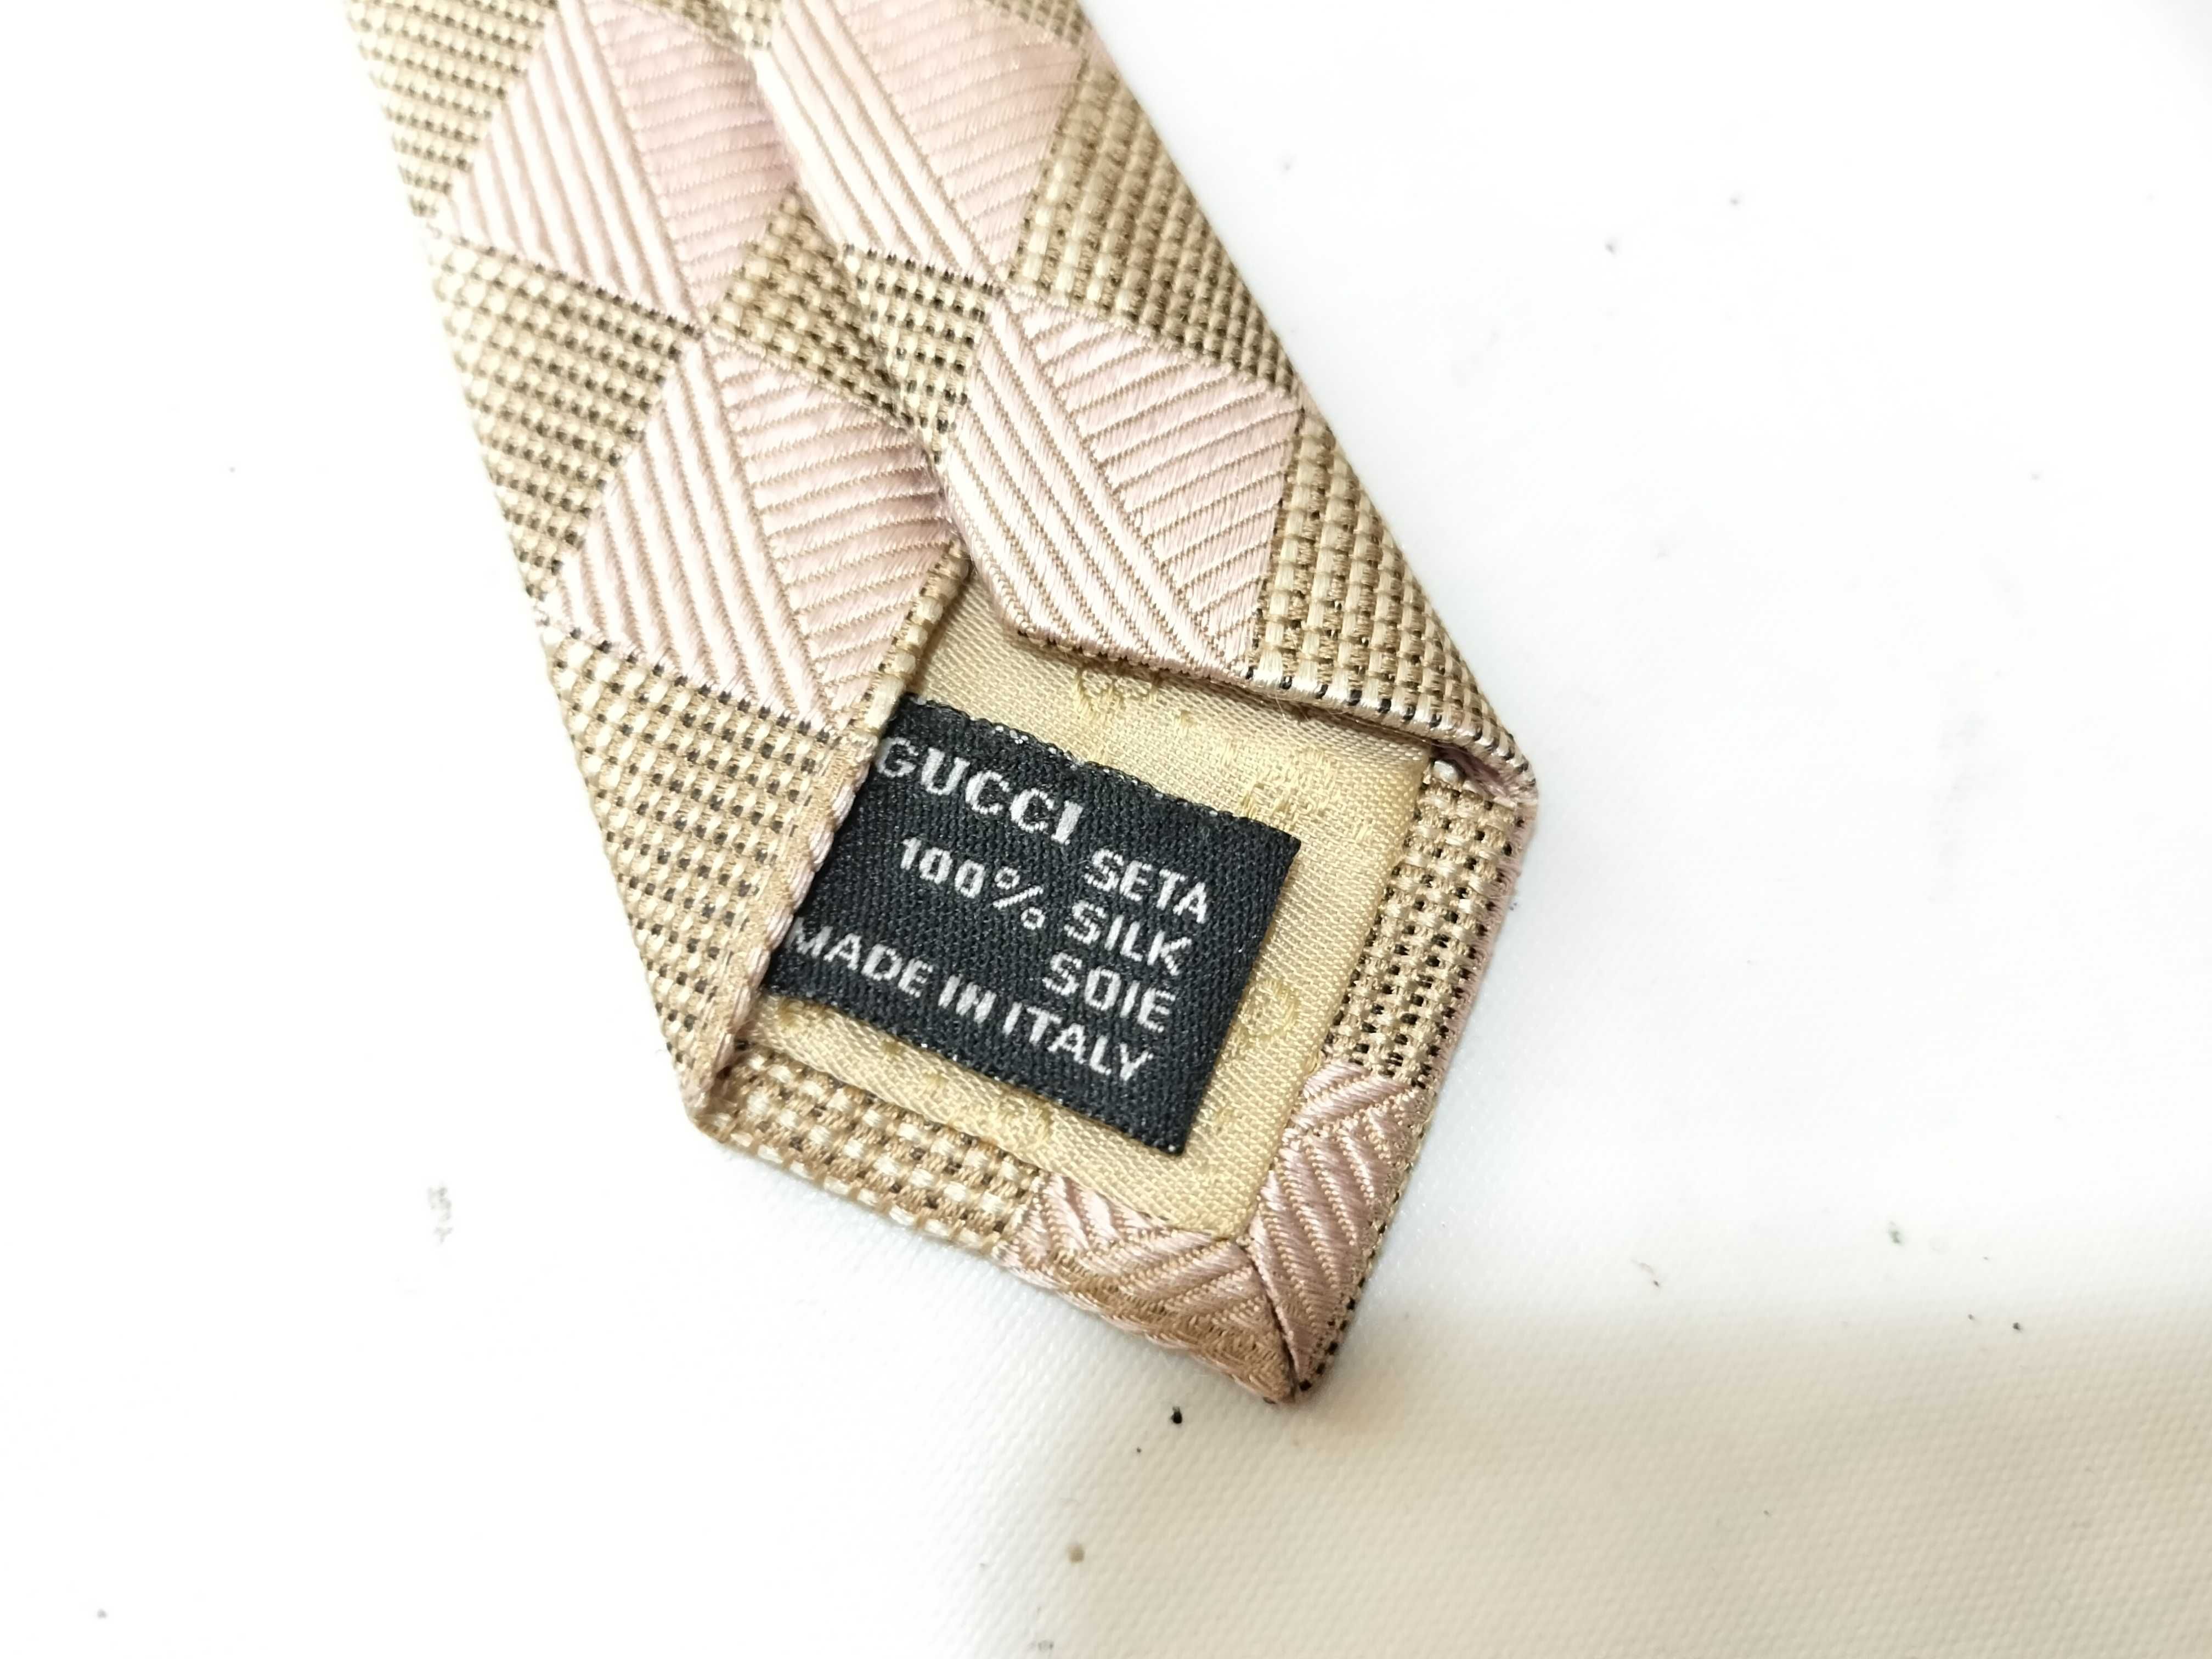 GUCCI
SETA
100% SILK
SOIE
MADE IN ITALY